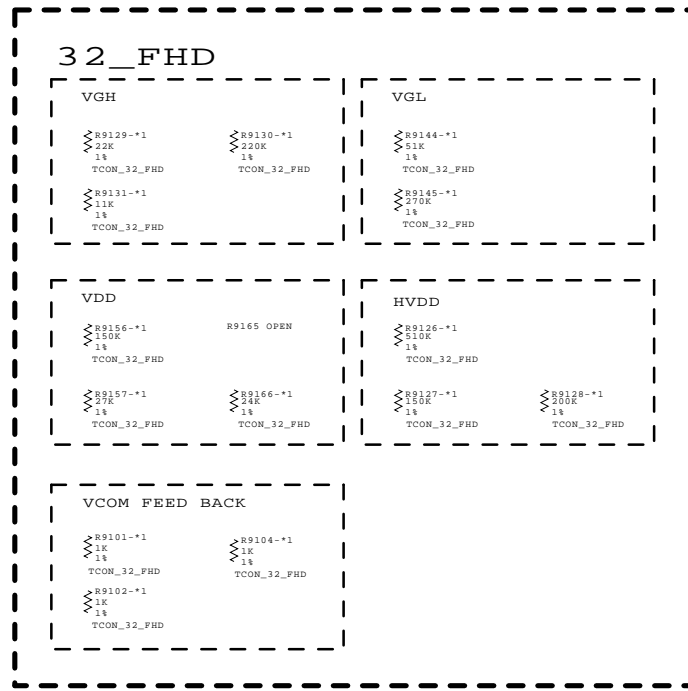 32_FHD
VGH
R9129-*1
22K
1%
TCON_32_FHD
R9130-*1
220K
1%
TCON_32_FHD
R9131-*1
11K
1%
TCON_32_FHD
VGL
R9144-*1
51K
1%
TCON_32_FHD
R9145-*1
270K
1%
TCON_32_FHD
VDD
R9156-*1
150K
1%
TCON_32_FHD
R9165 OPEN
R9157-*1
27K
1%
TCON_32_FHD
R9166-*1
24K
1%
TCON_32_FHD
HVDD
R9126-*1
510K
1%
TCON_32_FHD
R9127-*1
150K
1%
TCON_32_FHD
R9128-*1
200K
1%
TCON_32_FHD
VCOM FEED BACK
R9101-*1
1K
1%
TCON_32_FHD
R9104-*1
1K
1%
TCON_32_FHD
R9102-*1
1K
1%
TCON_32_FHD